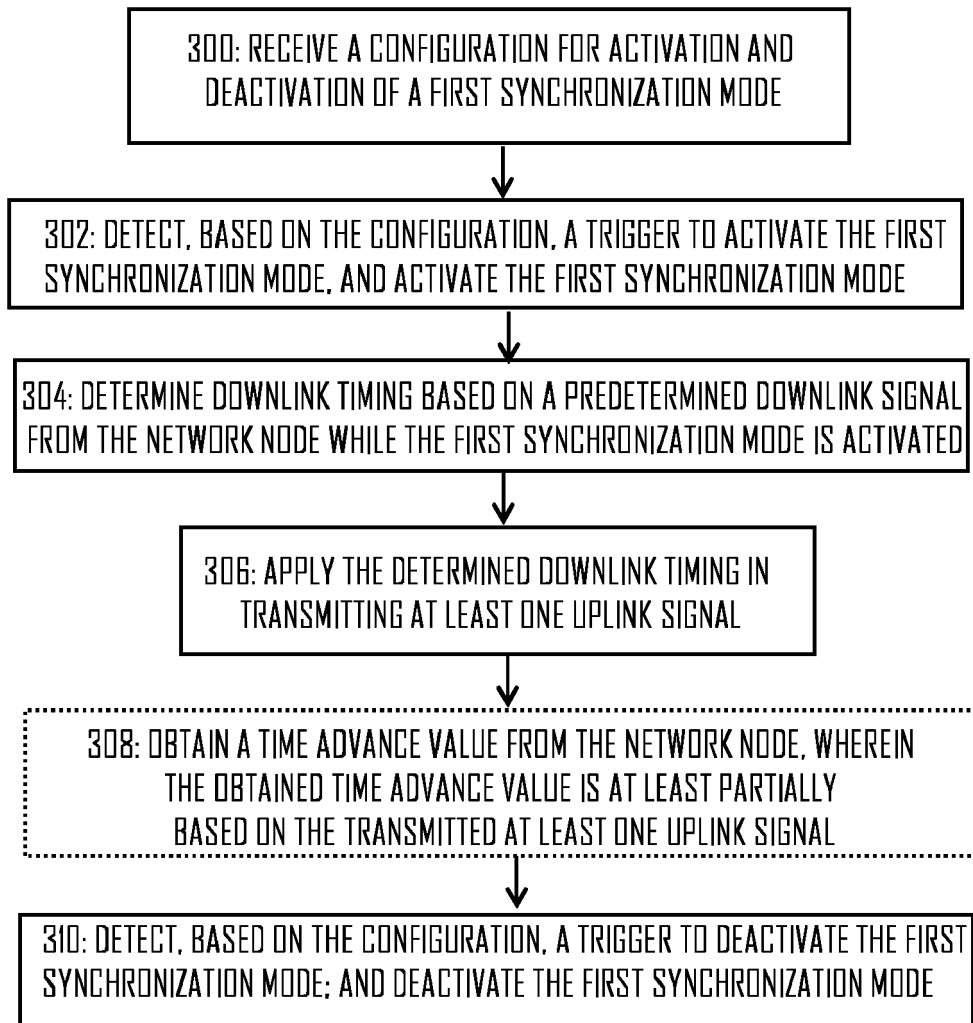 300: RECEIVE A CONFIGURATION FOR ACTIVATION AND
DEACTIVATION OF A FIRST SYNCHRONIZATION MODE
302: DETECT, BASED ON THE CONFIGURATION, A TRIGGER TO ACTIVATE THE FIRST
SYNCHRONIZATION MODE, AND ACTIVATE THE FIRST SYNCHRONIZATION MODE
304: DETERMINE DOWNLINK TIMING BASED ON A PREDETERMINED DOWNLINK SIGNAL
FROM THE NETWORK NODE WHILE THE FIRST SYNCHRONIZATION MODE IS ACTIVATED
306: APPLY THE DETERMINED DOWNLINK TIMING IN
TRANSMITTING AT LEAST ONE UPLINK SIGNAL
308: OBTAIN A TIME ADVANCE VALUE FROM THE NETWORK NODE, WHEREIN
THE OBTAINED TIME ADVANCE VALUE IS AT LEAST PARTIALLY
BASED ON THE TRANSMITTED AT LEAST ONE UPLINK SIGNAL
310: DETECT, BASED ON THE CONFIGURATION, A TRIGGER TO DEACTIVATE THE FIRST
SYNCHRONIZATION MODE; AND DEACTIVATE THE FIRST SYNCHRONIZATION MODE